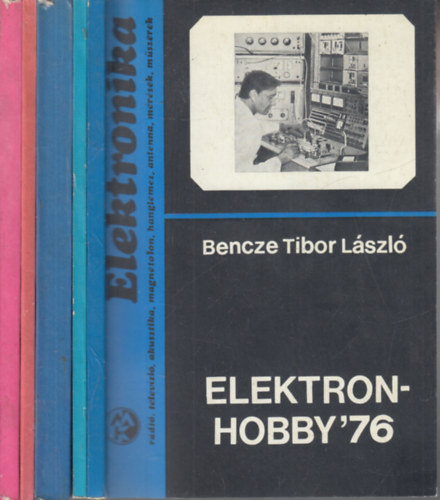 Elektronika
rádió, televízió, akusztika, magnetofon, hanglemez, antenna, mérések, műszerek
Bencze Tibor László
ELEKTRON-
HOBBY'76